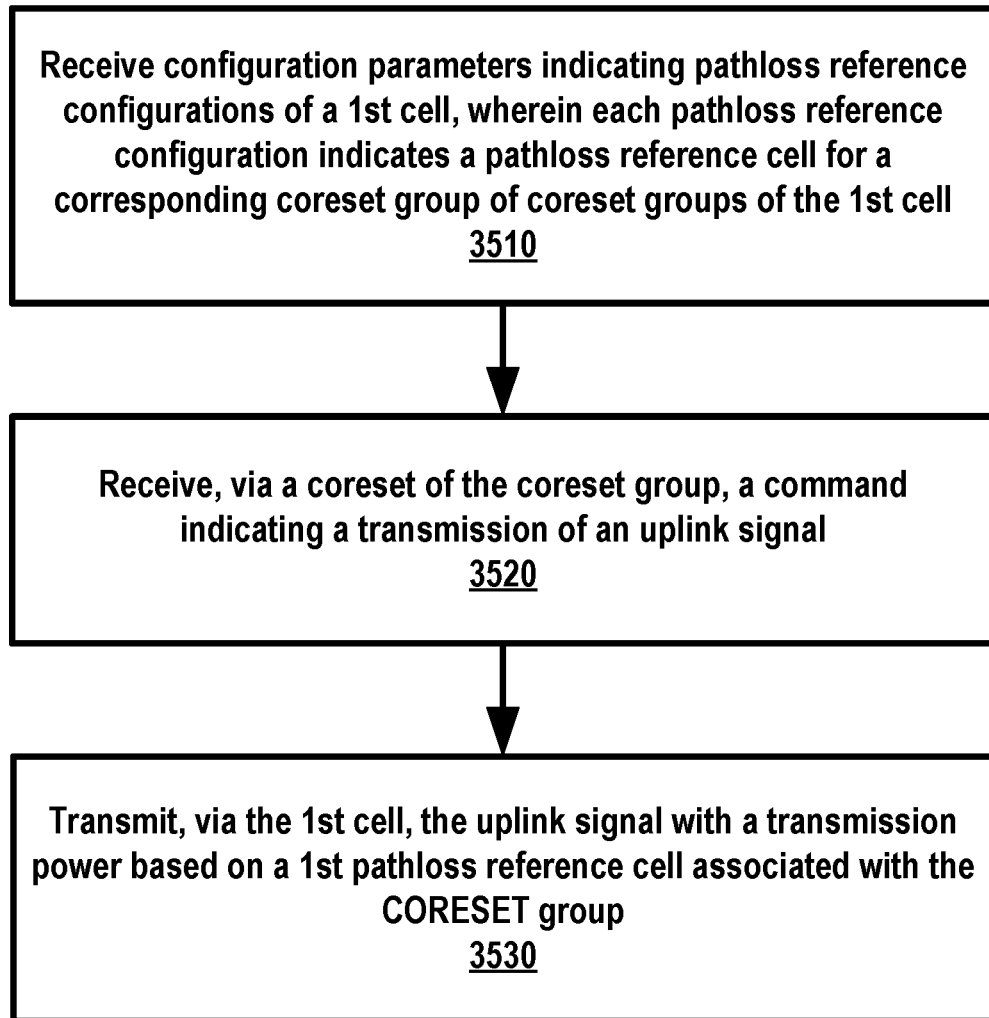 Receive configuration parameters indicating pathloss reference
configurations of a 1st cell, wherein each pathloss reference
configuration indicates a pathloss reference cell for a
corresponding coreset group of coreset groups of the 1st cell
3510
Receive, via a coreset of the coreset group, a command
indicating a transmission of an uplink signal
3520
Transmit, via the 1st cell, the uplink signal with a transmission
power based on a 1st pathloss reference cell associated with the
CORESET group
3530